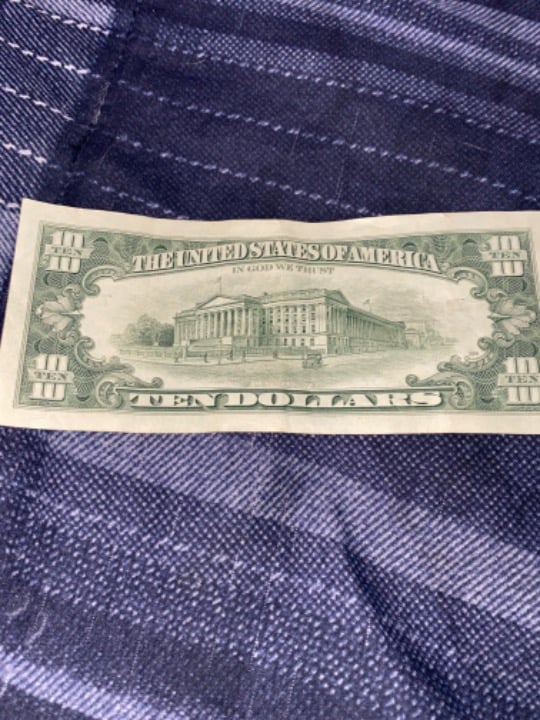 10 TEN 10
THE UNITED STATES OF AMERICA
10 TEN 10
IN GOD WE TRUST
10 TEN 10
TEN DOLLARS
10 TEN 10